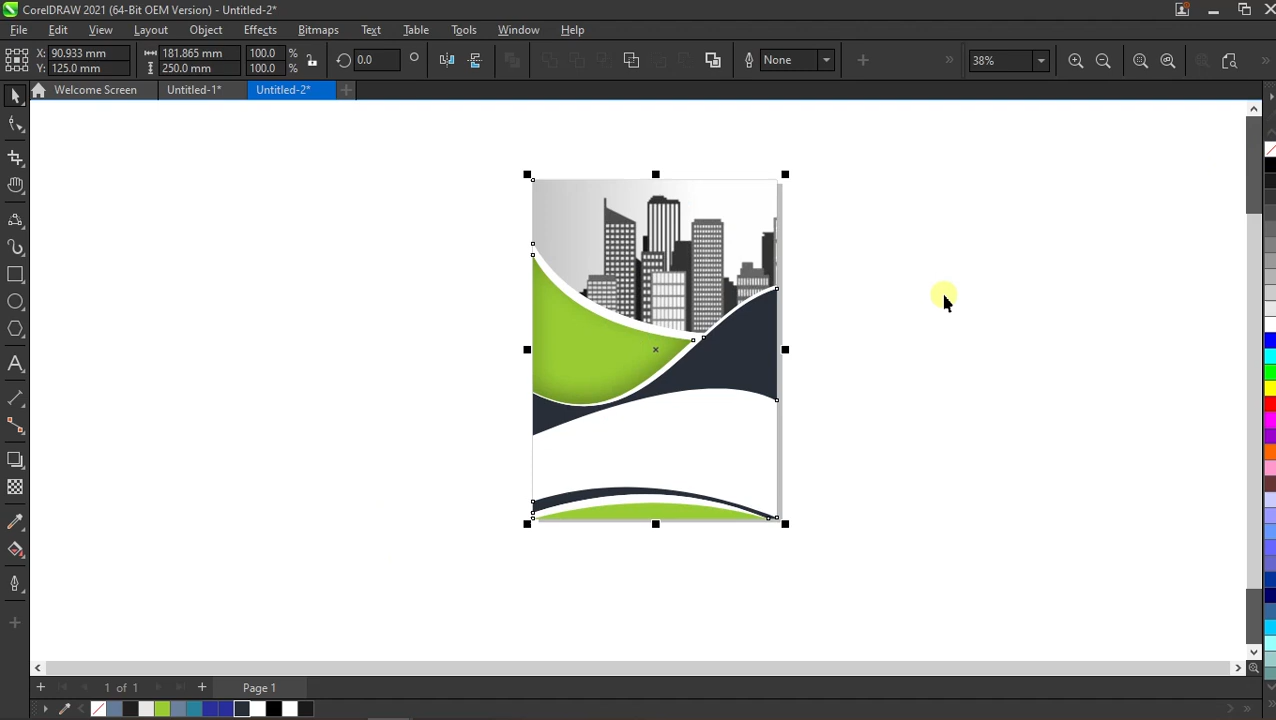 CorelDRAW 2021 (64-Bit OEM Version) - Untitled-2*
File Edit View Layout Object Effects Bitmaps Text Table Tools Window Help
X: 90.933 mm 181.865 mm 100.0 % 0.0 None 38%
Y: 125.0 mm 250.0 mm 100.0 %
Welcome Screen Untitled-1* Untitled-2*
1 of 1 Page 1